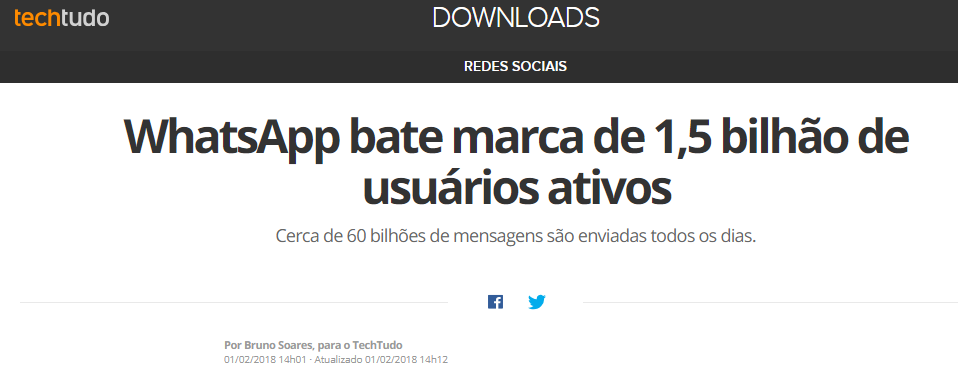 techtudo
DOWNLOADS
REDES SOCIAIS
WhatsApp bate marca de 1,5 bilhão de
usuários ativos
Cerca de 60 bilhões de mensagens são enviadas todos os dias.
Por Bruno Soares, para o TechTudo
01/02/2018 14h01 · Atualizado 01/02/2018 14h12